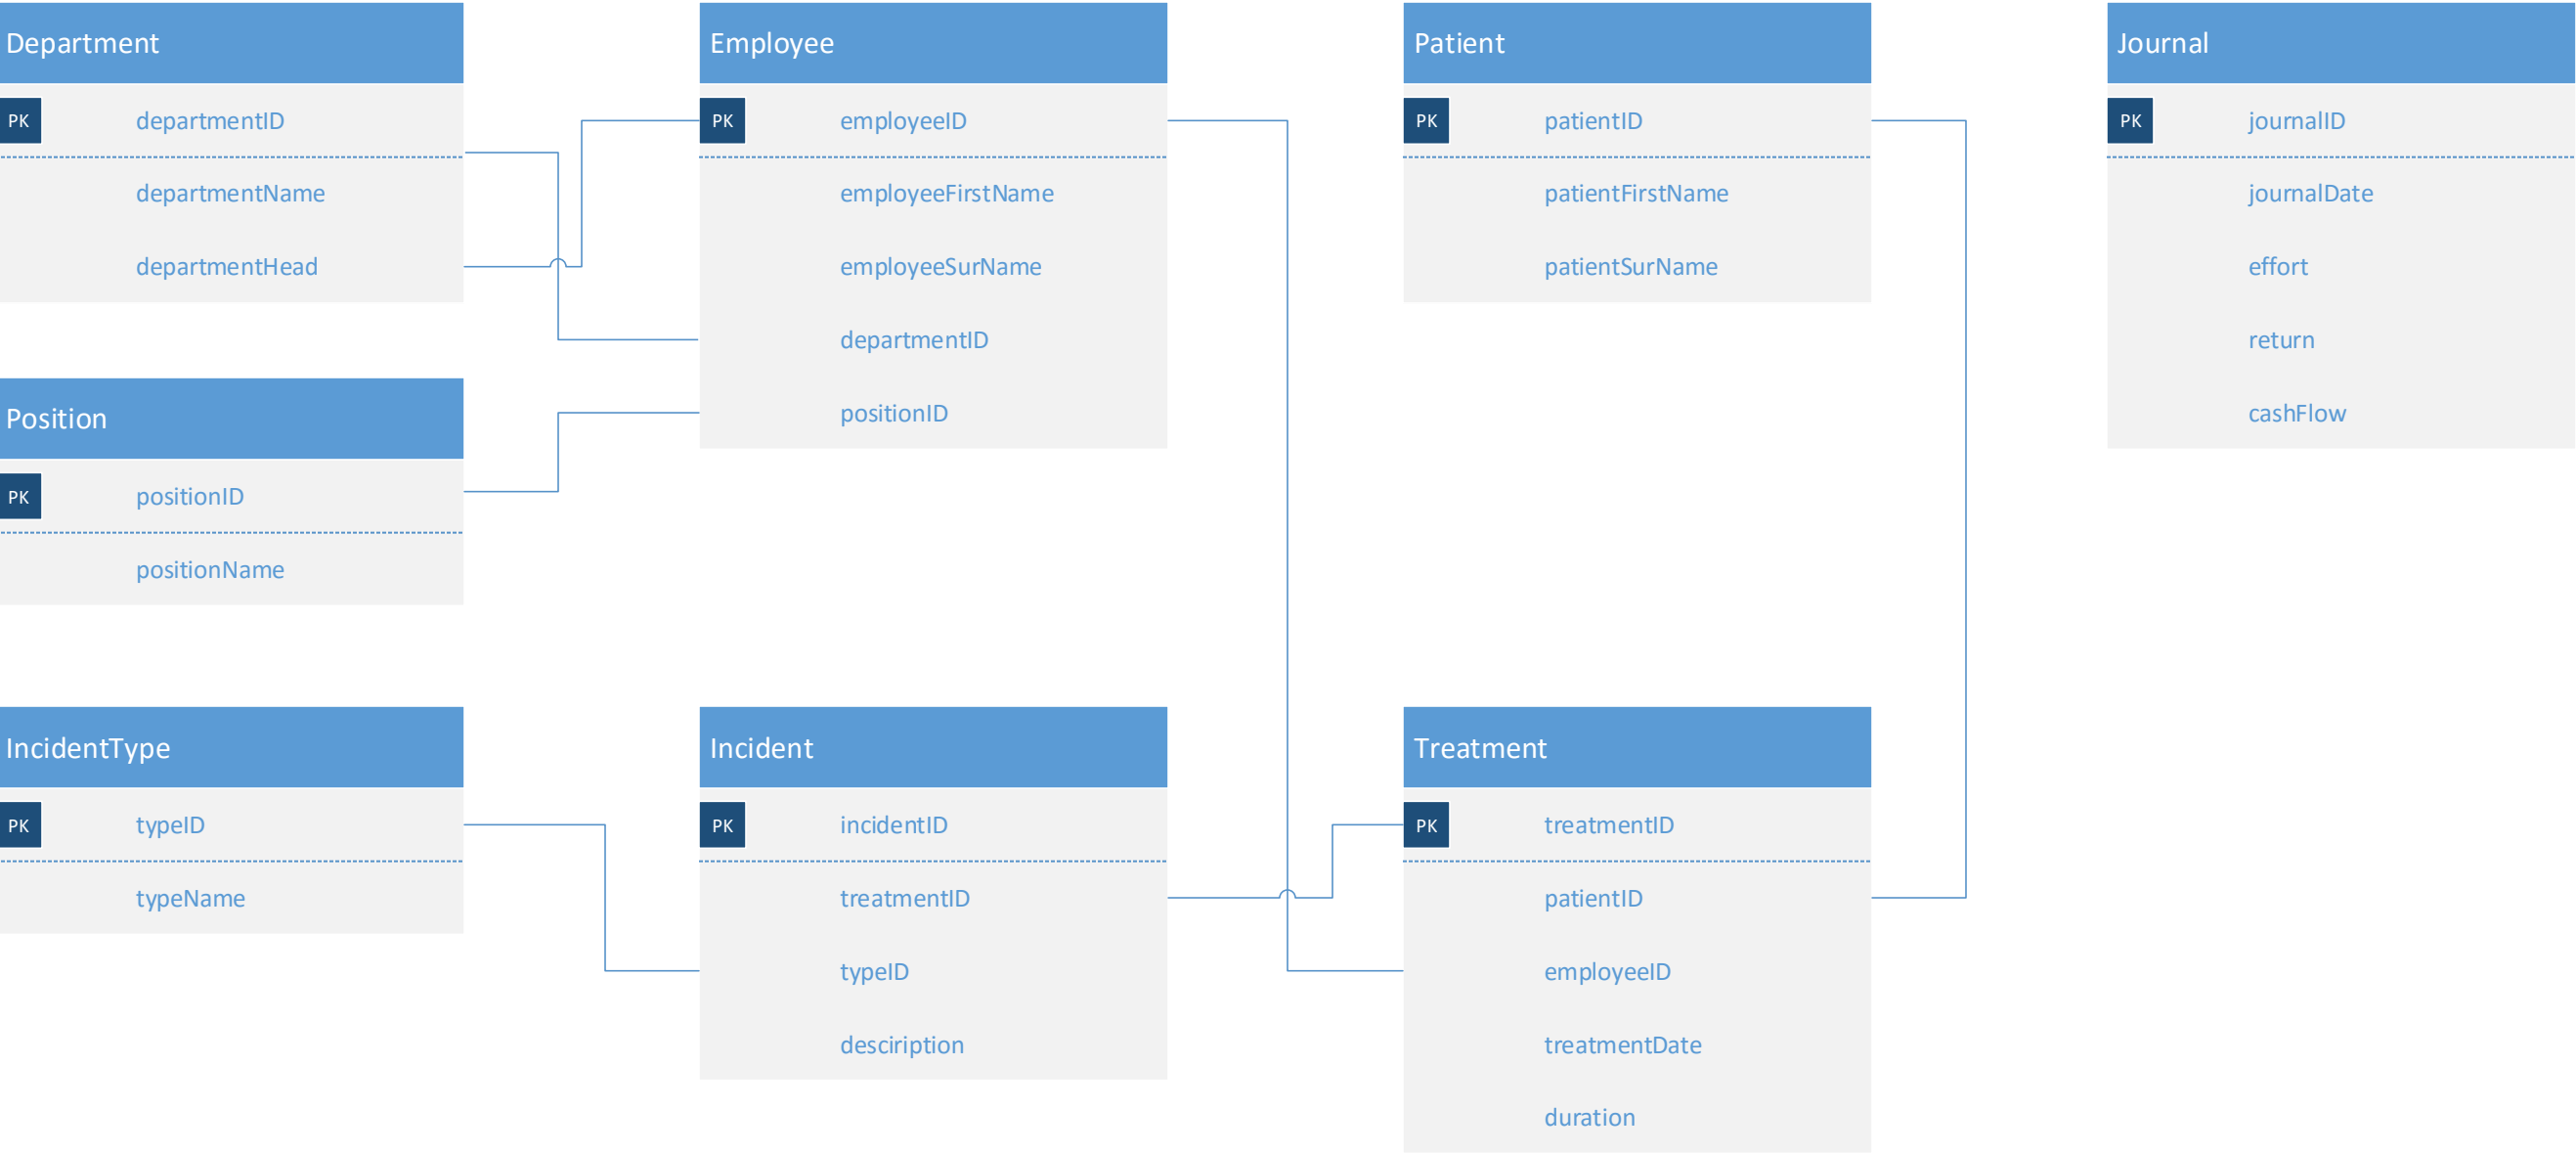 Department
PK departmentID
departmentName
departmentHead
Employee
PK employeeID
employeeFirstName
employeeSurName
departmentID
positionID
Patient
PK patientID
patientFirstName
patientSurName
Journal
PK journalID
journalDate
effort
return
cashFlow
Position
PK positionID
positionName
IncidentType
PK typeID
typeName
Incident
PK incidentID
treatmentID
typeID
desciription
Treatment
PK treatmentID
patientID
employeeID
treatmentDate
duration